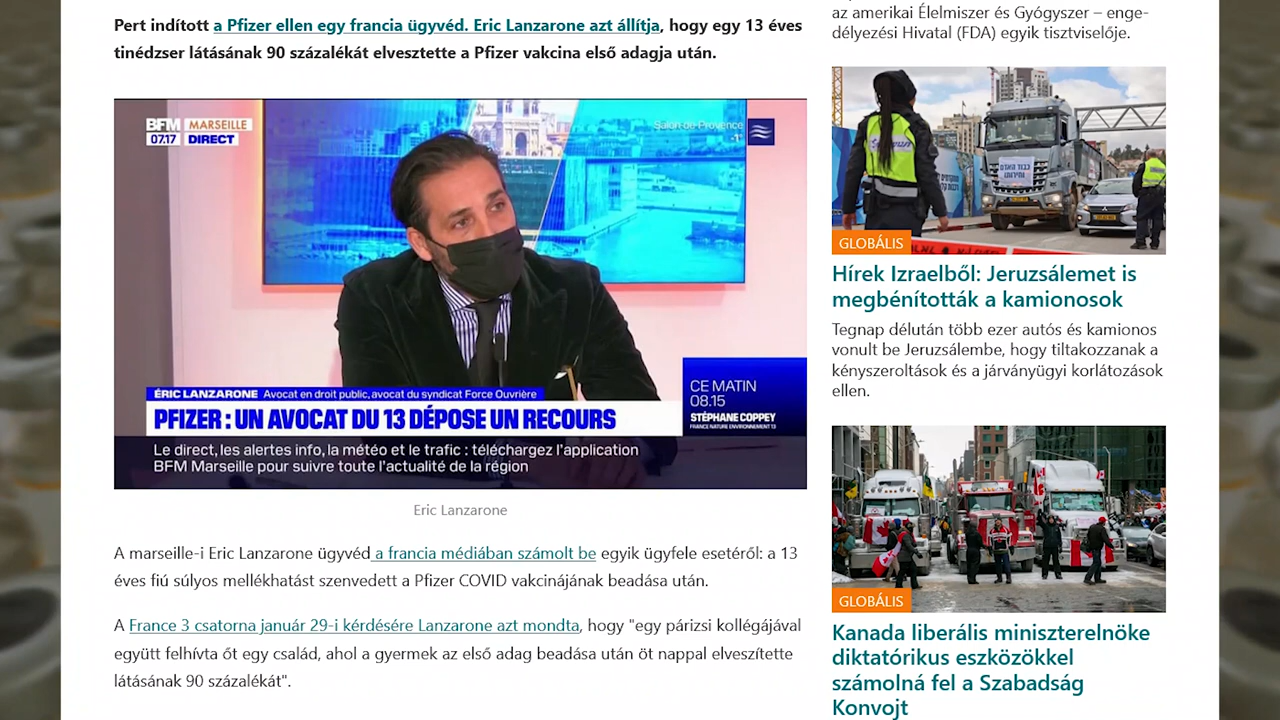 Pert indított a Pfizer ellen egy francia ügyvéd. Eric Lanzarone azt állítja, hogy egy 13 éves
tinédzser látásának 90 százalékát elvesztette a Pfizer vakcina első adagja után.
BFM MARSEILLE
07.17 DIRECT
Salon-de-Provence
ÉRIC LANZARONE Avocat en droit public, avocat du syndicat Force Ouvrière
PFIZER : UN AVOCAT DU 13 DÉPOSE UN RECOURS
CE MATIN
08.15
STÉPHANE COPPEY
FRANCE NATURE ENVIRONNEMENT 13
Le direct, les alertes info, la météo et le trafic : téléchargez l'application
BFM Marseille pour suivre toute l'actualité de la région
Eric Lanzarone
A marseille-i Eric Lanzarone ügyvéd a francia médiában számolt be egyik ügyfele esetéről: a 13
éves fiú súlyos mellékhatást szenvedett a Pfizer COVID vakcinájának beadása után.
A France 3 csatorna január 29-i kérdésére Lanzarone azt mondta, hogy "egy párizsi kollégájával
együtt felhívta őt egy család, ahol a gyermek az első adag beadása után öt nappal elveszítette
látásának 90 százalékát".
az amerikai Élelmiszer és Gyógyszer – enge-
délyezési Hivatal (FDA) egyik tisztviselője.
כבוד האדם
וחירותו
GLOBÁLIS
Hírek Izraelből: Jeruzsálemet is
megbénították a kamionosok
Tegnap délután több ezer autós és kamionos
vonult be Jeruzsálembe, hogy tiltakozzanak a
kényszeroltások és a járványügyi korlátozások
ellen.
GLOBÁLIS
Kanada liberális miniszterelnöke
diktatórikus eszközökkel
számolná fel a Szabadság
Konvojt